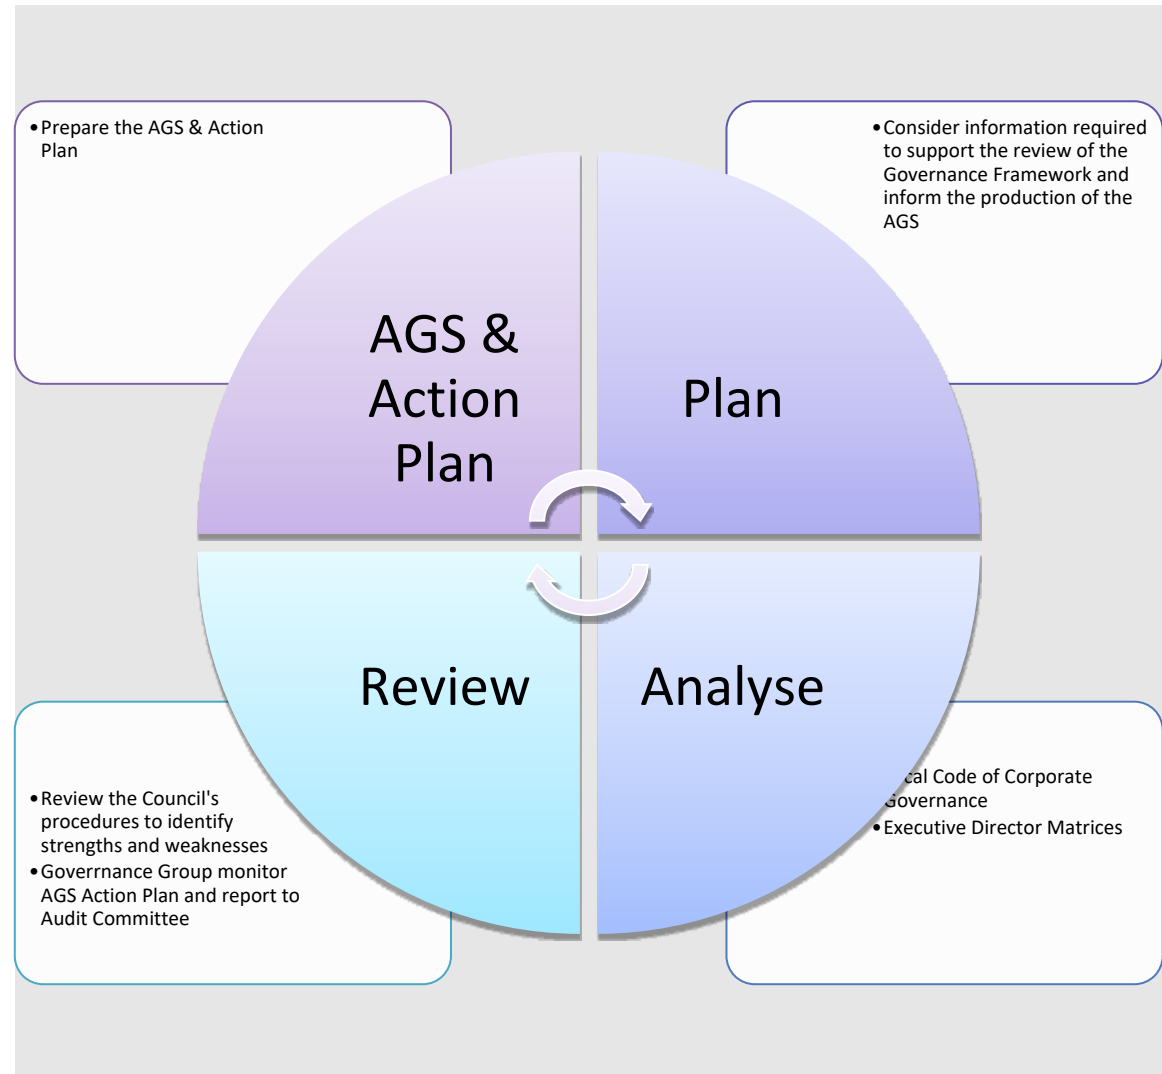 •Prepare the AGS & Action
Plan
•Consider information required
to support the review of the
Governance Framework and
inform the production of the
AGS
AGS &
Action
Plan
Plan
Review
Analyse
•Review the Council's
procedures to identify
strengths and weaknesses
•Goverrnance Group monitor
AGS Action Plan and report to
Audit Committee
Code of Corporate
Governance
•Executive Director Matrices